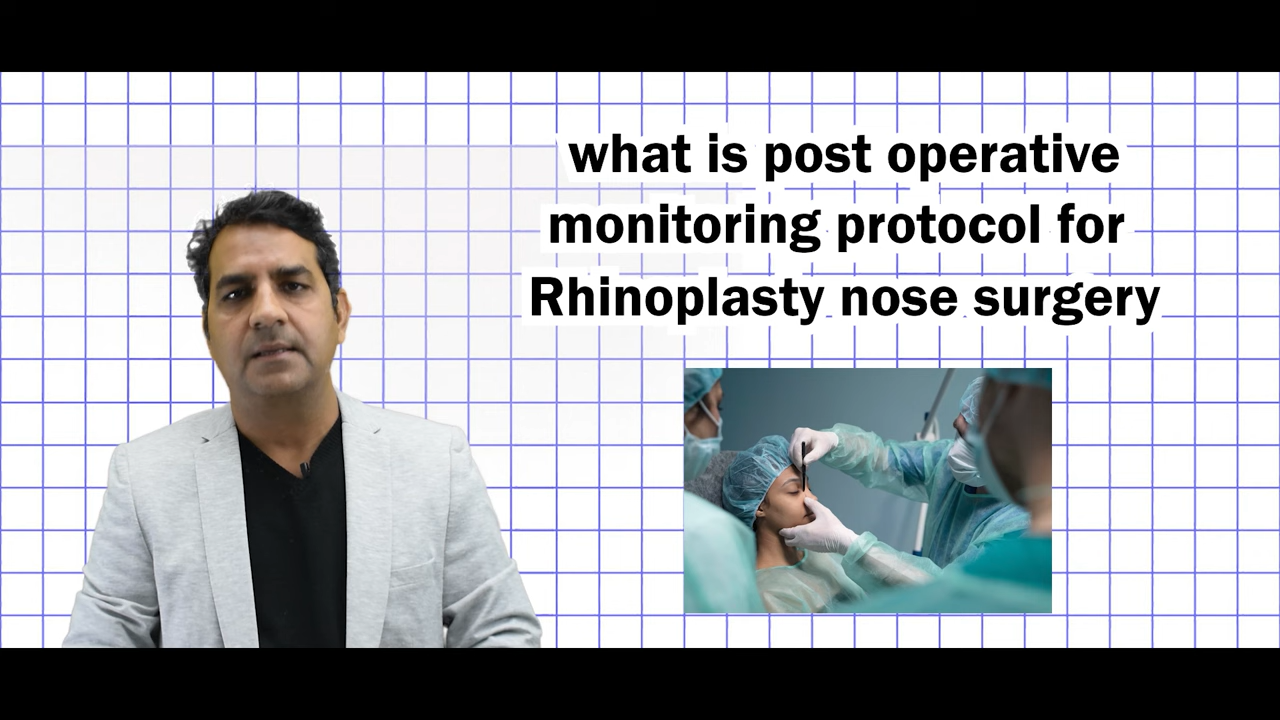 what is post operative
monitoring protocol for
Rhinoplasty nose surgery